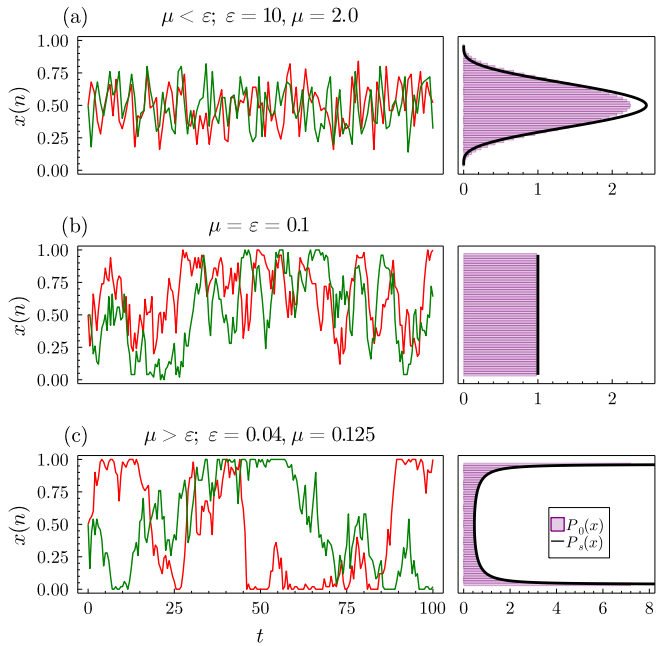 (a) μ < ε; ε = 10, μ = 2.0
1.00
0.75
0.50
0.25
0.00
x(n)
0 1 2
(b) μ = ε = 0.1
1.00
0.75
0.50
0.25
0.00
x(n)
0 1 2
(c) μ > ε; ε = 0.04, μ = 0.125
1.00
0.75
0.50
0.25
0.00
x(n)
0 25 50 75 100
t
P_0(x)
P_s(x)
0 2 4 6 8